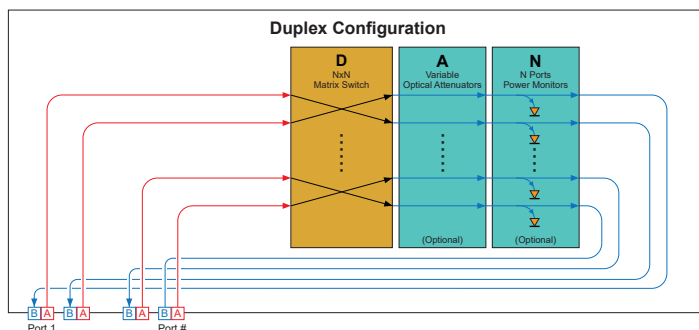 Duplex Configuration
D
NxN
Matrix Switch
A
Variable
Optical Attenuators
(Optional)
N
N Ports
Power Monitors
(Optional)
B A B A B A B A
Port 1 Port #